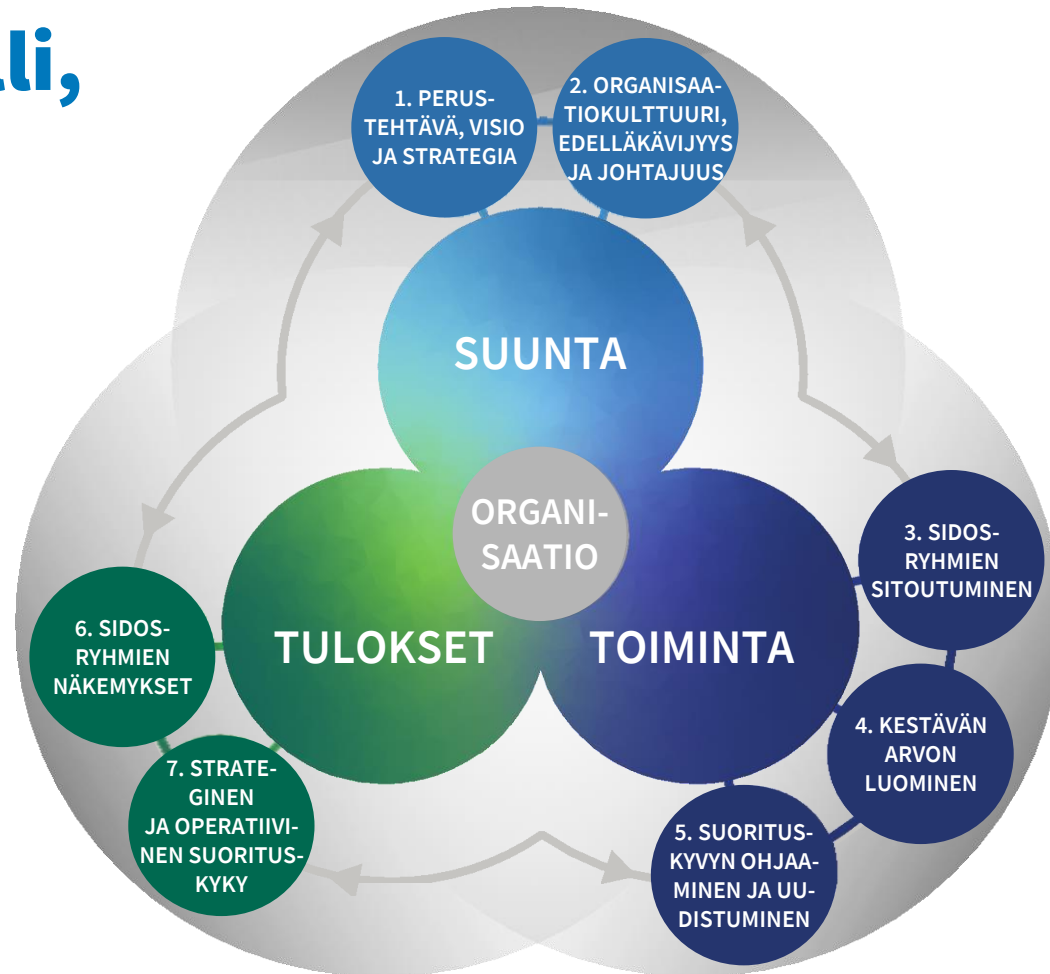 lli,
1. PERUS-
TEHTÄVÄ, VISIO
JA STRATEGIA
2. ORGANISAA-
TIOKULTTUURI,
EDELLÄKÄVIJYYS
JA JOHTAJUUS
SUUNTA
ORGANI-
SAATIO
3. SIDOS-
RYHMIEN
SITOUTUMINEN
TULOKSET
TOIMINTA
6. SIDOS-
RYHMIEN
NÄKEMYKSET
4. KESTÄVÄN
ARVON
LUOMINEN
7. STRATE-
GINEN
JA OPERATIIVI-
NEN SUORITUS-
KYKY
5. SUORITUS-
KYVYN OHJAA-
MINEN JA UU-
DISTUMINEN